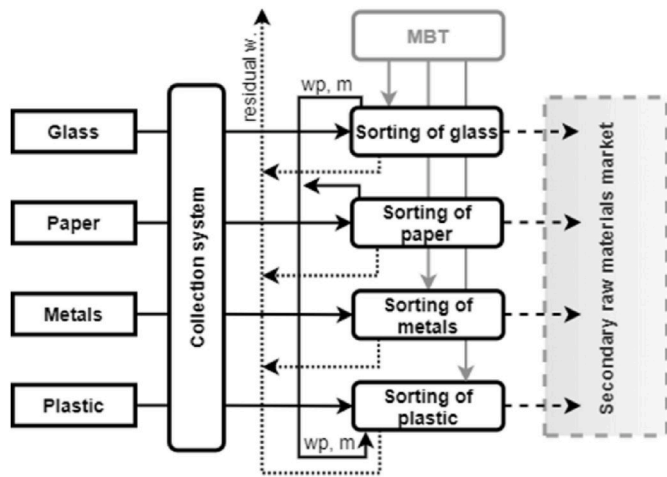 MBT
residual w.
wp, m
Glass
Sorting of glass
Paper
Sorting of
paper
Collection system
Secondary raw materials market
Metals
Sorting of
metals
Plastic
Sorting of
plastic
wp, m